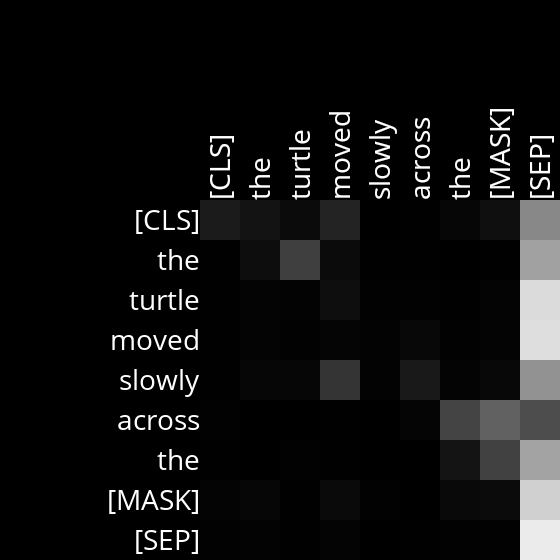 [CLS] the turtle moved slowly across the [MASK] [SEP]
[CLS]
the
turtle
moved
slowly
across
the
[MASK]
[SEP]